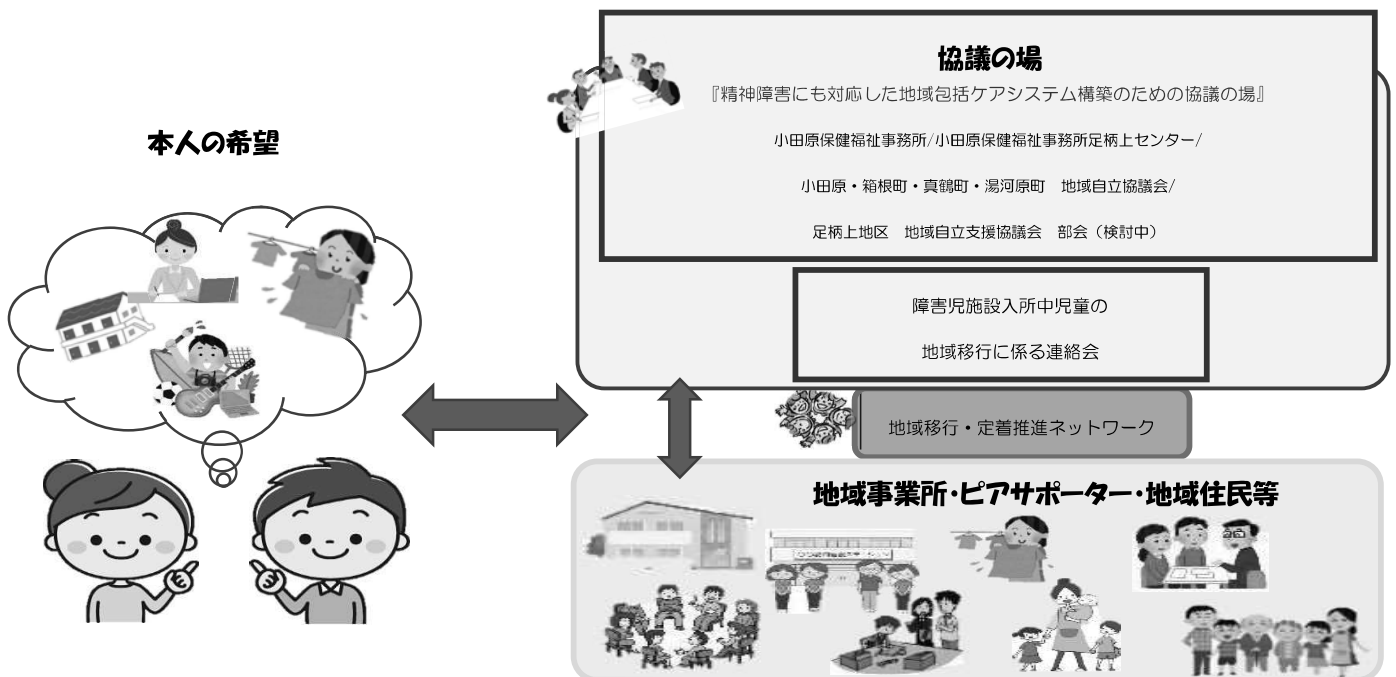 本人の希望
協議の場
『精神障害にも対応した地域包括ケアシステム構築のための協議の場』
小田原保健福祉事務所/小田原保健福祉事務所足柄上センター/
小田原・箱根町・真鶴町・湯河原町　地域自立協議会/
足柄上地区　地域自立支援協議会　部会（検討中）
障害児施設入所中児童の
地域移行に係る連絡会
地域移行・定着推進ネットワーク
地域事業所・ピアサポーター・地域住民等